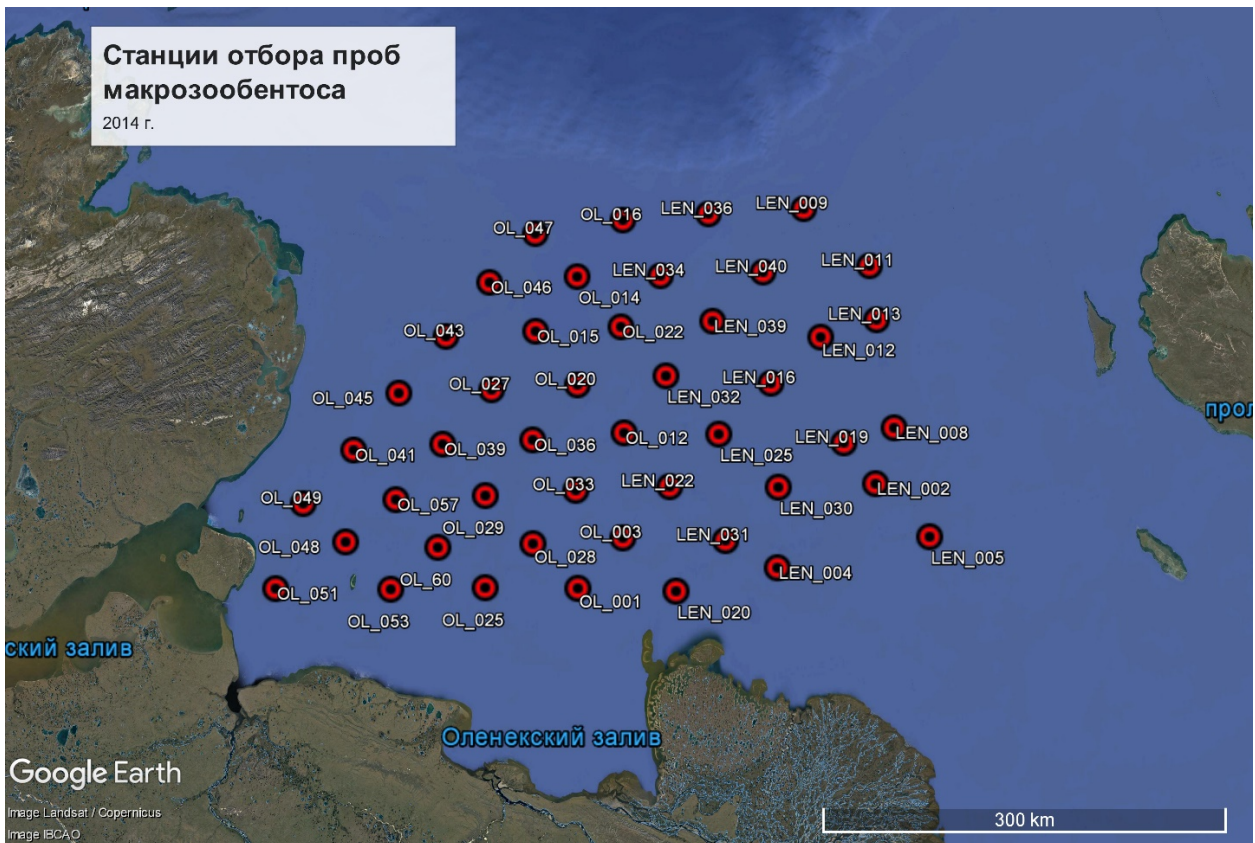 Станции отбора проб
макрозообентоса
2014 г.
LEN_009
LEN_036
OL_016
OL_047
LEN_011
LEN_040
LEN_034
OL_014
OL_046
LEN_013
LEN_012
LEN_039
OL_022
OL_015
OL_043
LEN_016
LEN_032
OL_020
OL_027
OL_045
прол
LEN_008
LEN_019
LEN_025
OL_012
OL_036
OL_039
OL_041
LEN_002
LEN_030
LEN_022
OL_033
OL_029
OL_057
OL_049
LEN_005
LEN_004
LEN_031
OL_003
OL_028
OL_60
OL_048
LEN_020
OL_001
OL_025
OL_053
OL_051
ский залив
Оленекский залив
Google Earth
Image Landsat / Copernicus
Image IBCAO
300 km